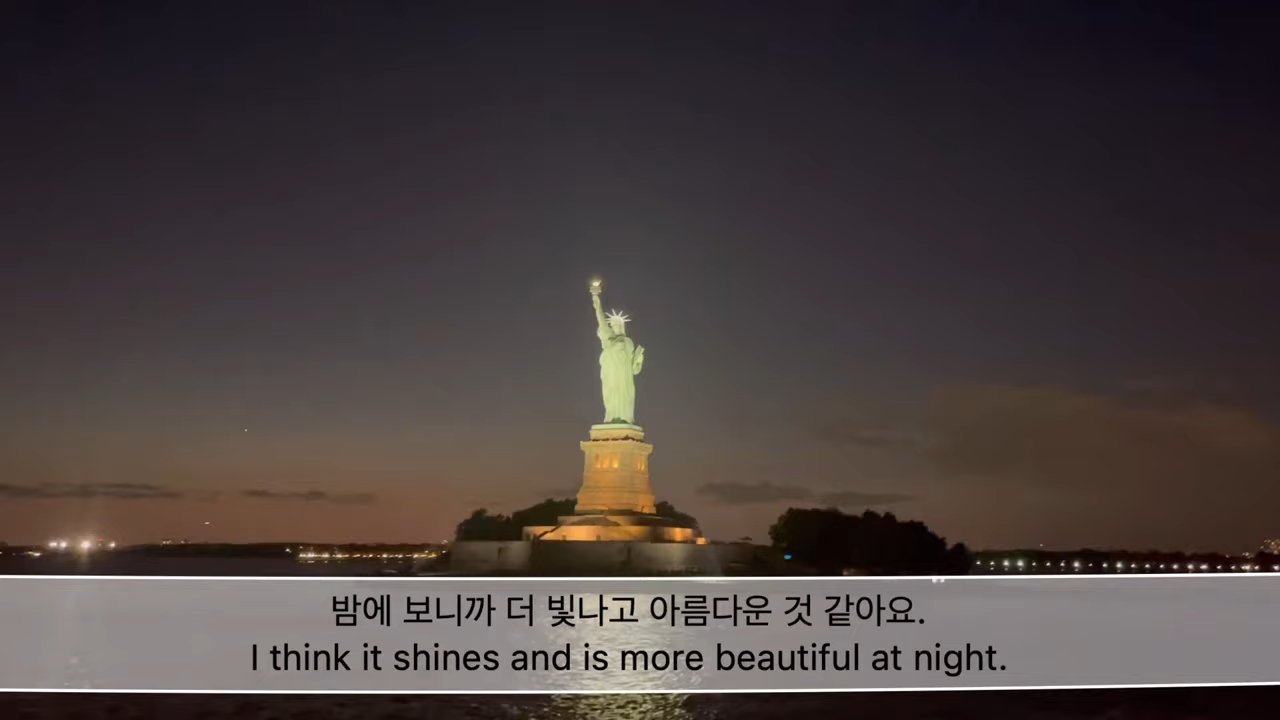 밤에 보니까 더 빛나고 아름다운 것 같아요.
I think it shines and is more beautiful at night.